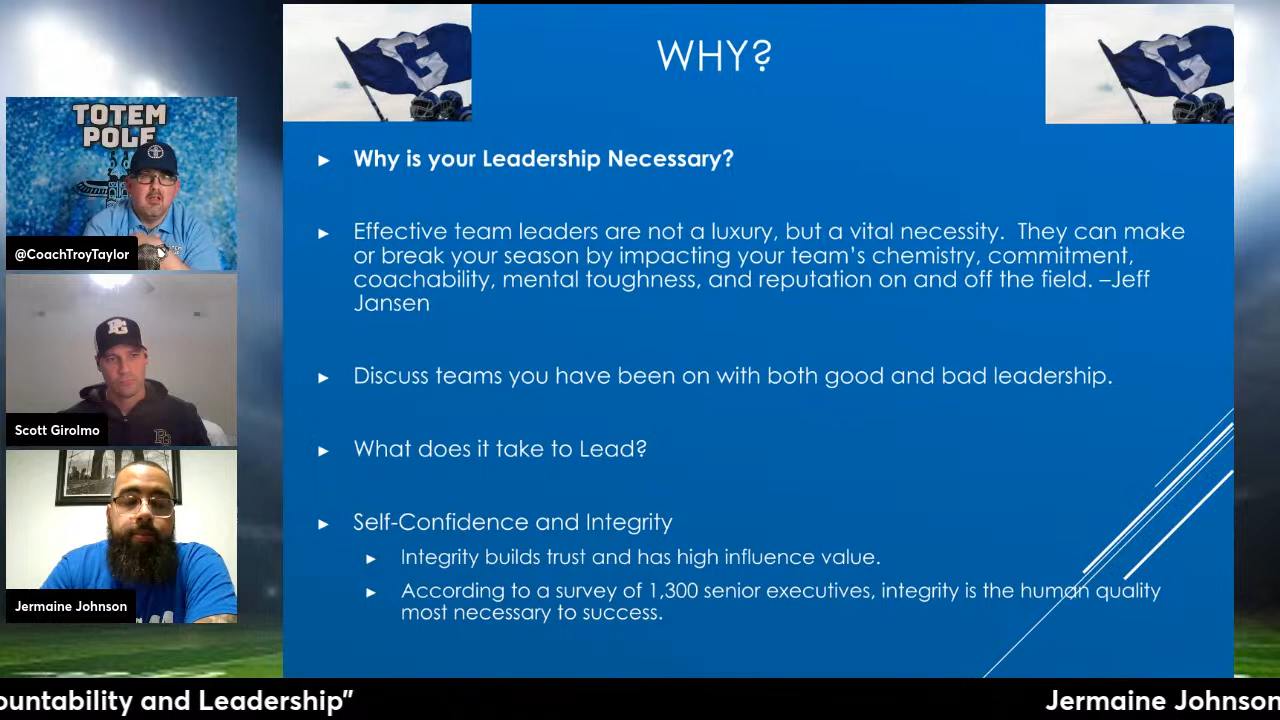 WHY?
TOTEM
POLE
@CoachTroyTaylor
Scott Girolmo
Jermaine Johnson
G
G
PG
PG
Why is your Leadership Necessary?
Effective team leaders are not a luxury, but a vital necessity. They can make
or break your season by impacting your team's chemistry, commitment,
coachability, mental toughness, and reputation on and off the field. –Jeff
Jansen
Discuss teams you have been on with both good and bad leadership.
What does it take to Lead?
Self-Confidence and Integrity
Integrity builds trust and has high influence value.
According to a survey of 1,300 senior executives, integrity is the human quality
most necessary to success.
ountability and Leadership"
Jermaine Johnson